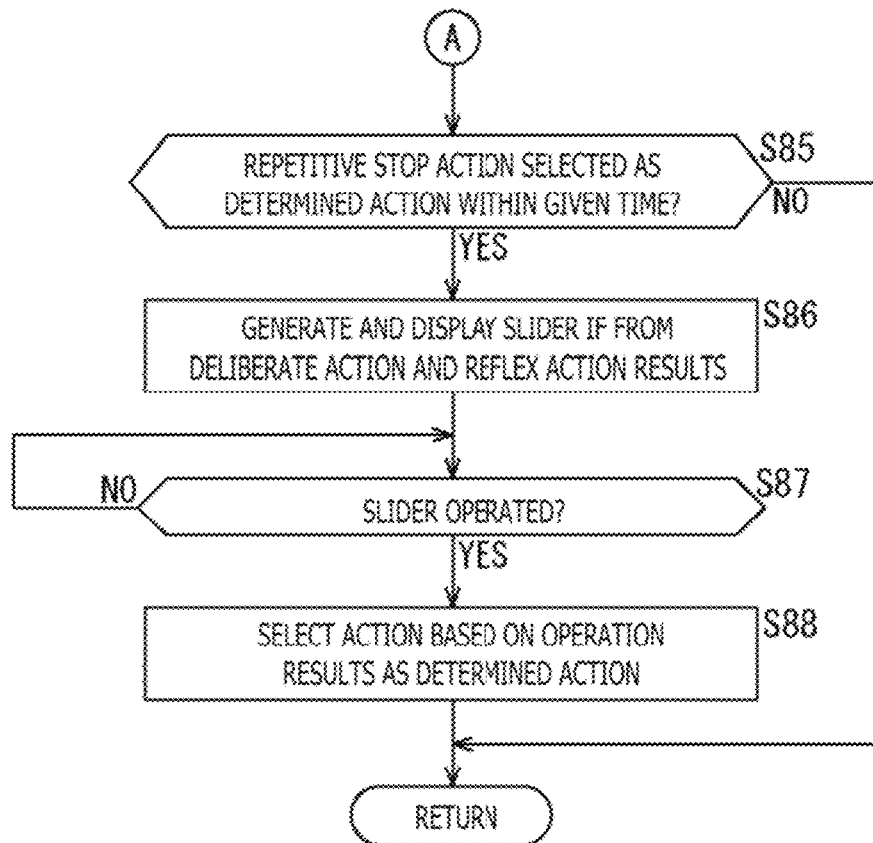 A
S85
REPETITIVE STOP ACTION SELECTED AS
DETERMINED ACTION WITHIN GIVEN TIME?
NO
YES
S86
GENERATE AND DISPLAY SLIDER IF FROM
DELIBERATE ACTION AND REFLEX ACTION RESULTS
S87
NO
SLIDER OPERATED?
YES
S88
SELECT ACTION BASED ON OPERATION
RESULTS AS DETERMINED ACTION
RETURN